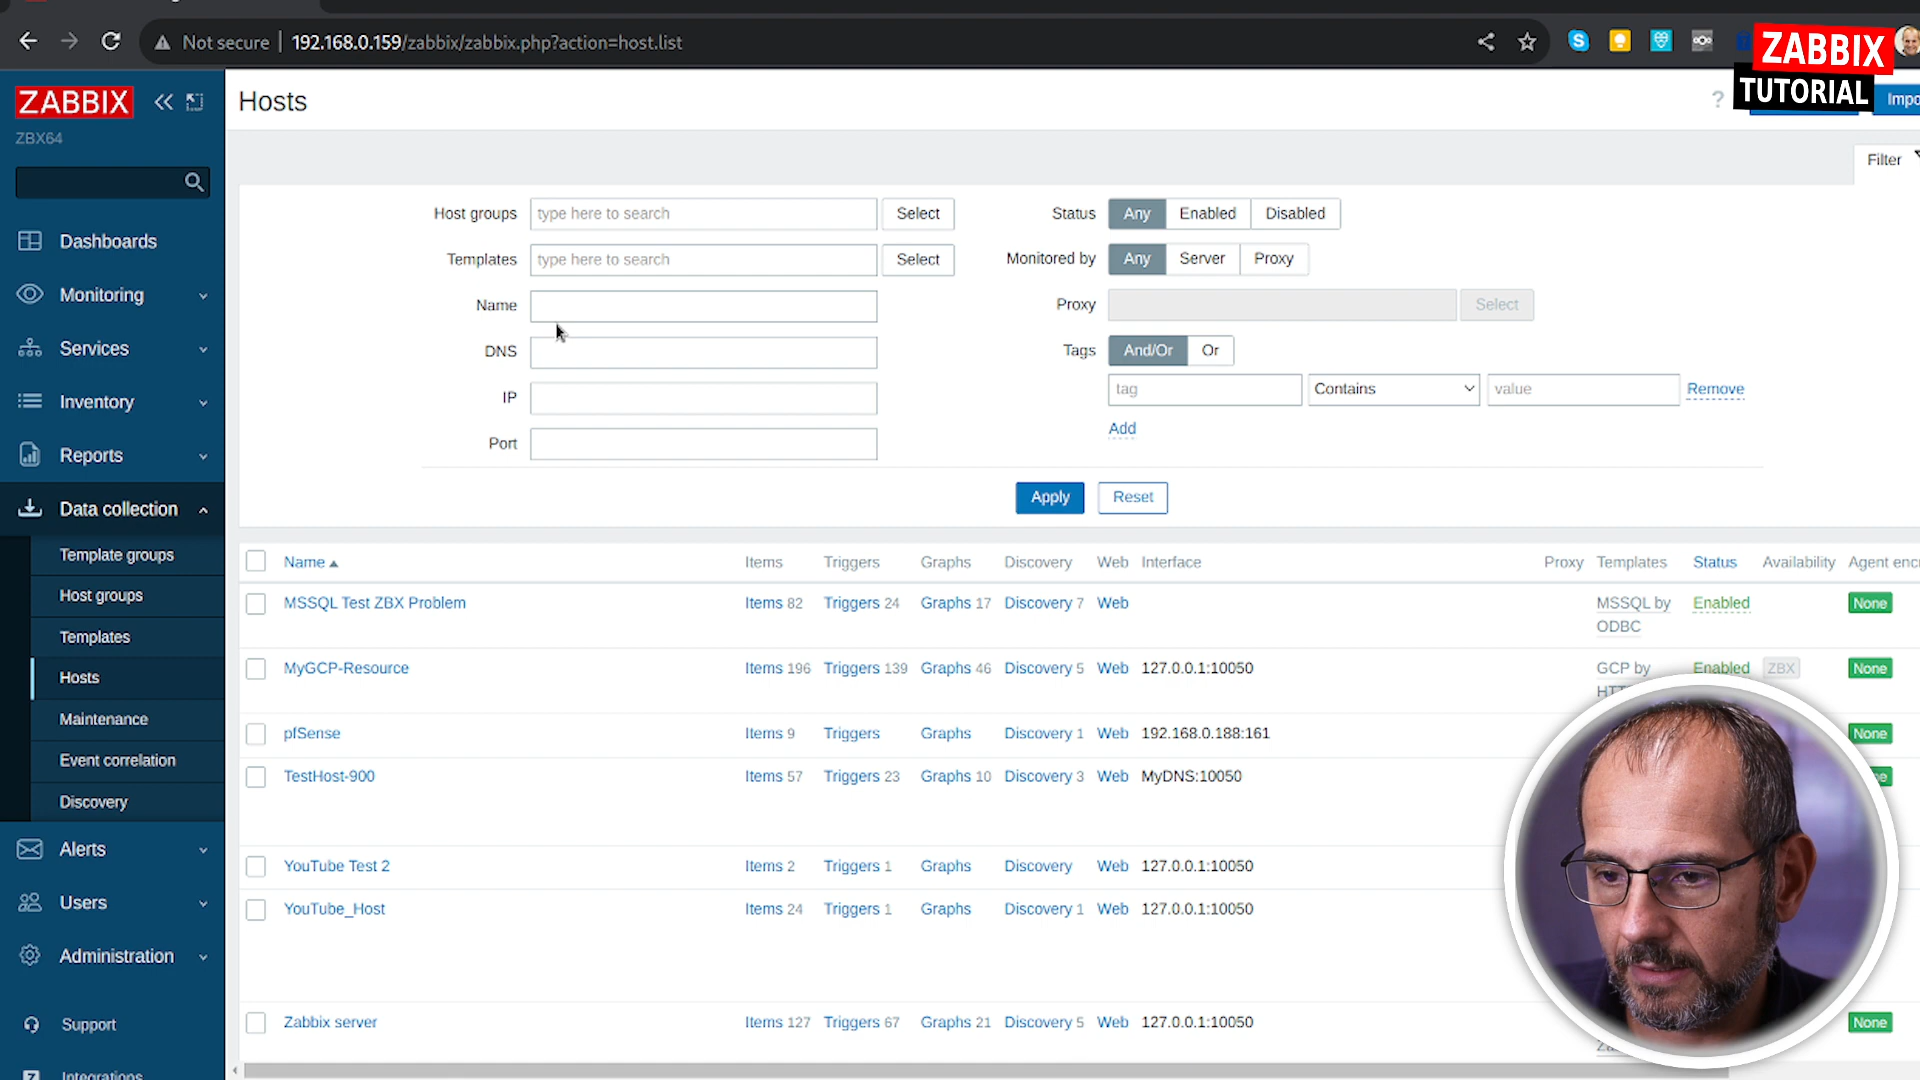 Not secure 192.168.0.159/zabbix/zabbix.php?action=host.list
ZABBIX
TUTORIAL
ZABBIX
ZBX64
Dashboards
Monitoring
Services
Inventory
Reports
Data collection
Template groups
Host groups
Templates
Hosts
Maintenance
Event correlation
Discovery
Alerts
Users
Administration
Support
Integrations
Hosts
?
Impo
Filter
Host groups type here to search Select
Templates type here to search Select
Name
DNS
IP
Port
Status Any Enabled Disabled
Monitored by Any Server Proxy
Proxy Select
Tags And/Or Or
tag Contains value Remove
Add
Apply Reset
Name Items Triggers Graphs Discovery Web Interface Proxy Templates Status Availability Agent encr
MSSQL Test ZBX Problem Items 82 Triggers 24 Graphs 17 Discovery 7 Web MSSQL by Enabled None
ODBC
MyGCP-Resource Items 196 Triggers 139 Graphs 46 Discovery 5 Web 127.0.0.1:10050 GCP by Enabled ZBX None
pfSense Items 9 Triggers Graphs Discovery 1 Web 192.168.0.188:161 None
TestHost-900 Items 57 Triggers 23 Graphs 10 Discovery 3 Web MyDNS:10050
YouTube Test 2 Items 2 Triggers 1 Graphs Discovery Web 127.0.0.1:10050
YouTube_Host Items 24 Triggers 1 Graphs Discovery 1 Web 127.0.0.1:10050
Zabbix server Items 127 Triggers 67 Graphs 21 Discovery 5 Web 127.0.0.1:10050 None